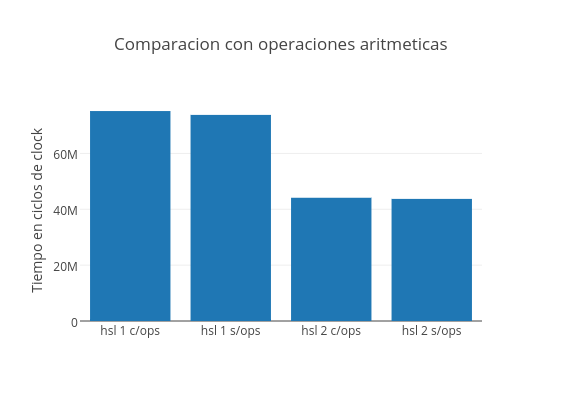 Comparacion con operaciones aritmeticas
Tiempo en ciclos de clock
60M
40M
20M
0
hsl 1 c/ops
hsl 1 s/ops
hsl 2 c/ops
hsl 2 s/ops